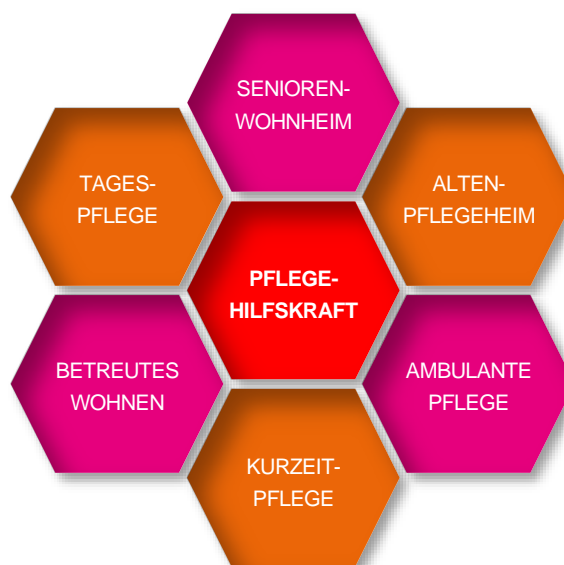 SENIOREN-
WOHNHEIM
TAGES-
PFLEGE
ALTEN-
PFLEGEHEIM
PFLEGE-
HILFSKRAFT
BETREUTES
WOHNEN
AMBULANTE
PFLEGE
KURZEIT-
PFLEGE